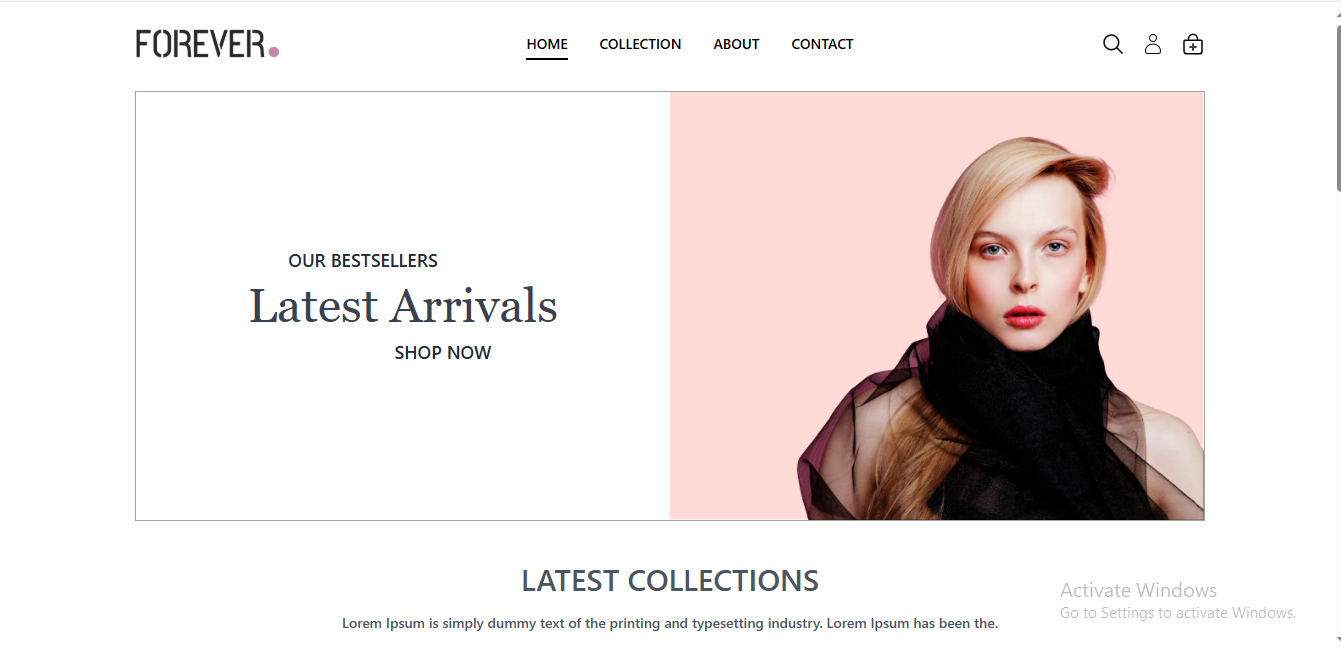 FOREVER.
HOME COLLECTION ABOUT CONTACT
OUR BESTSELLERS
Latest Arrivals
SHOP NOW
LATEST COLLECTIONS
Lorem Ipsum is simply dummy text of the printing and typesetting industry. Lorem Ipsum has been the.
Activate Windows
Go to Settings to activate Windows.